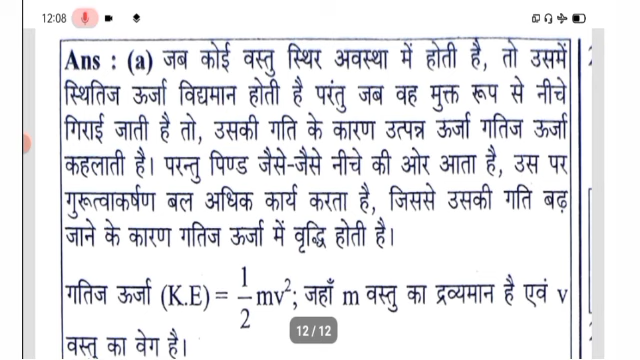 12:08
Ans : (a) जब कोई वस्तु स्थिर अवस्था में होती है, तो उसमें
स्थितिज ऊर्जा विद्यमान होती है परंतु जब वह मुक्त रूप से नीचे
गिराई जाती है तो, उसकी गति के कारण उत्पन्न ऊर्जा गतिज ऊर्जा
कहलाती है। परन्तु पिण्ड जैसे-जैसे नीचे की ओर आता है, उस पर
गुरूत्वाकर्षण बल अधिक कार्य करता है, जिससे उसकी गति बढ़
जाने के कारण गतिज ऊर्जा में वृद्धि होती है।
गतिज ऊर्जा (K.E) = 1/2 mv²; जहाँ m वस्तु का द्रव्यमान है एवं v
वस्तु का वेग है।
12/12